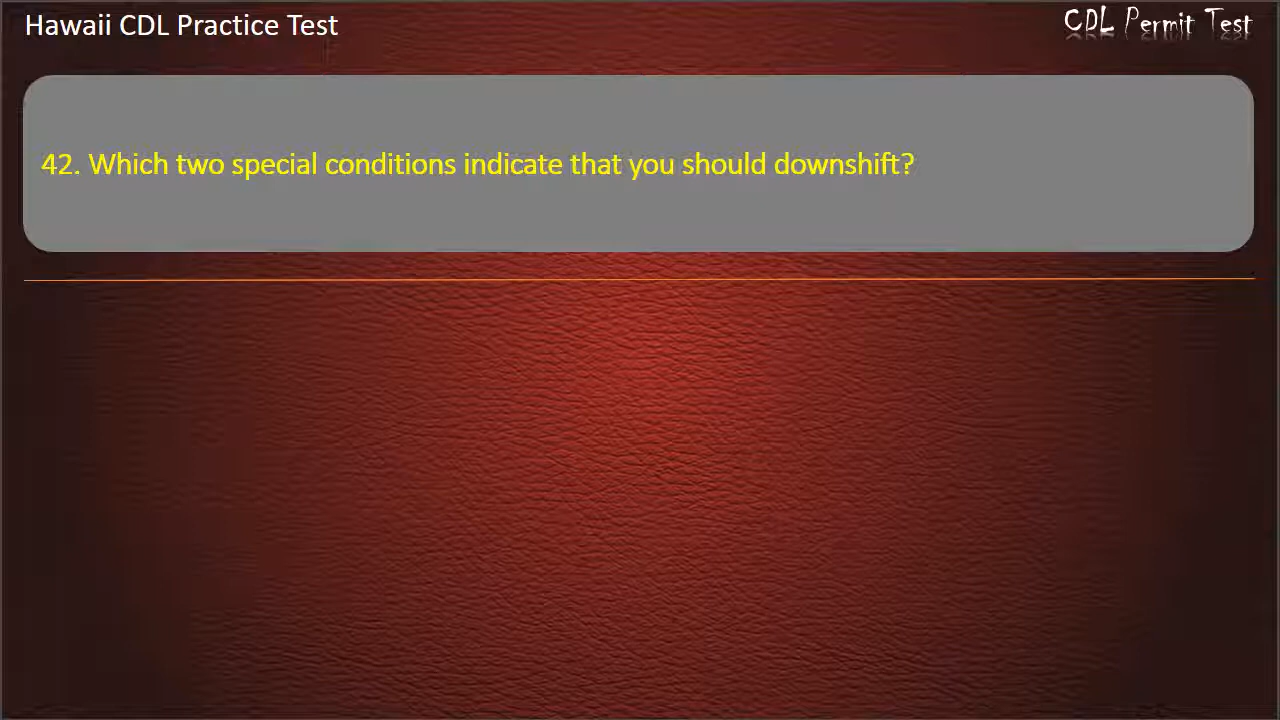 Hawaii CDL Practice Test
CDL Permit Test
42. Which two special conditions indicate that you should downshift?